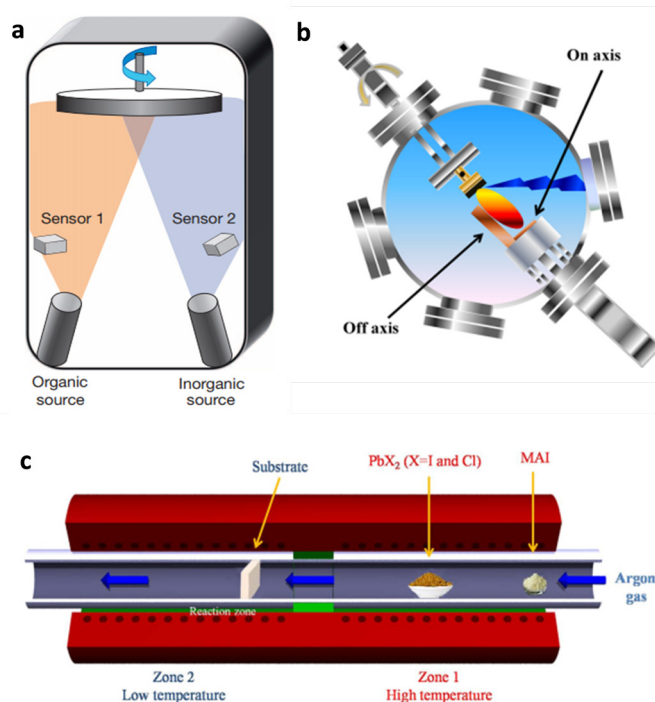 a
Sensor 1
Sensor 2
Organic
source
Inorganic
source
b
On axis
Off axis
c
Substrate
PbX₂ (X=I and Cl)
MAI
Argon
gas
Reaction zone
Zone 2
Low temperature
Zone 1
High temperature